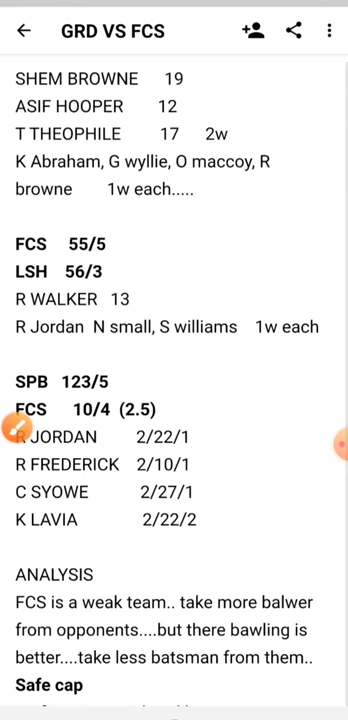 GRD VS FCS
SHEM BROWNE 19
ASIF HOOPER 12
T THEOPHILE 17 2w
K Abraham, G wyllie, O maccoy, R
browne 1w each.....
FCS 55/5
LSH 56/3
R WALKER 13
R Jordan N small, S williams 1w each
SPB 123/5
FCS 10/4 (2.5)
R JORDAN 2/22/1
R FREDERICK 2/10/1
C SYOWE 2/27/1
K LAVIA 2/22/2
ANALYSIS
FCS is a weak team.. take more balwer
from opponents....but there bawling is
better....take less batsman from them..
Safe cap